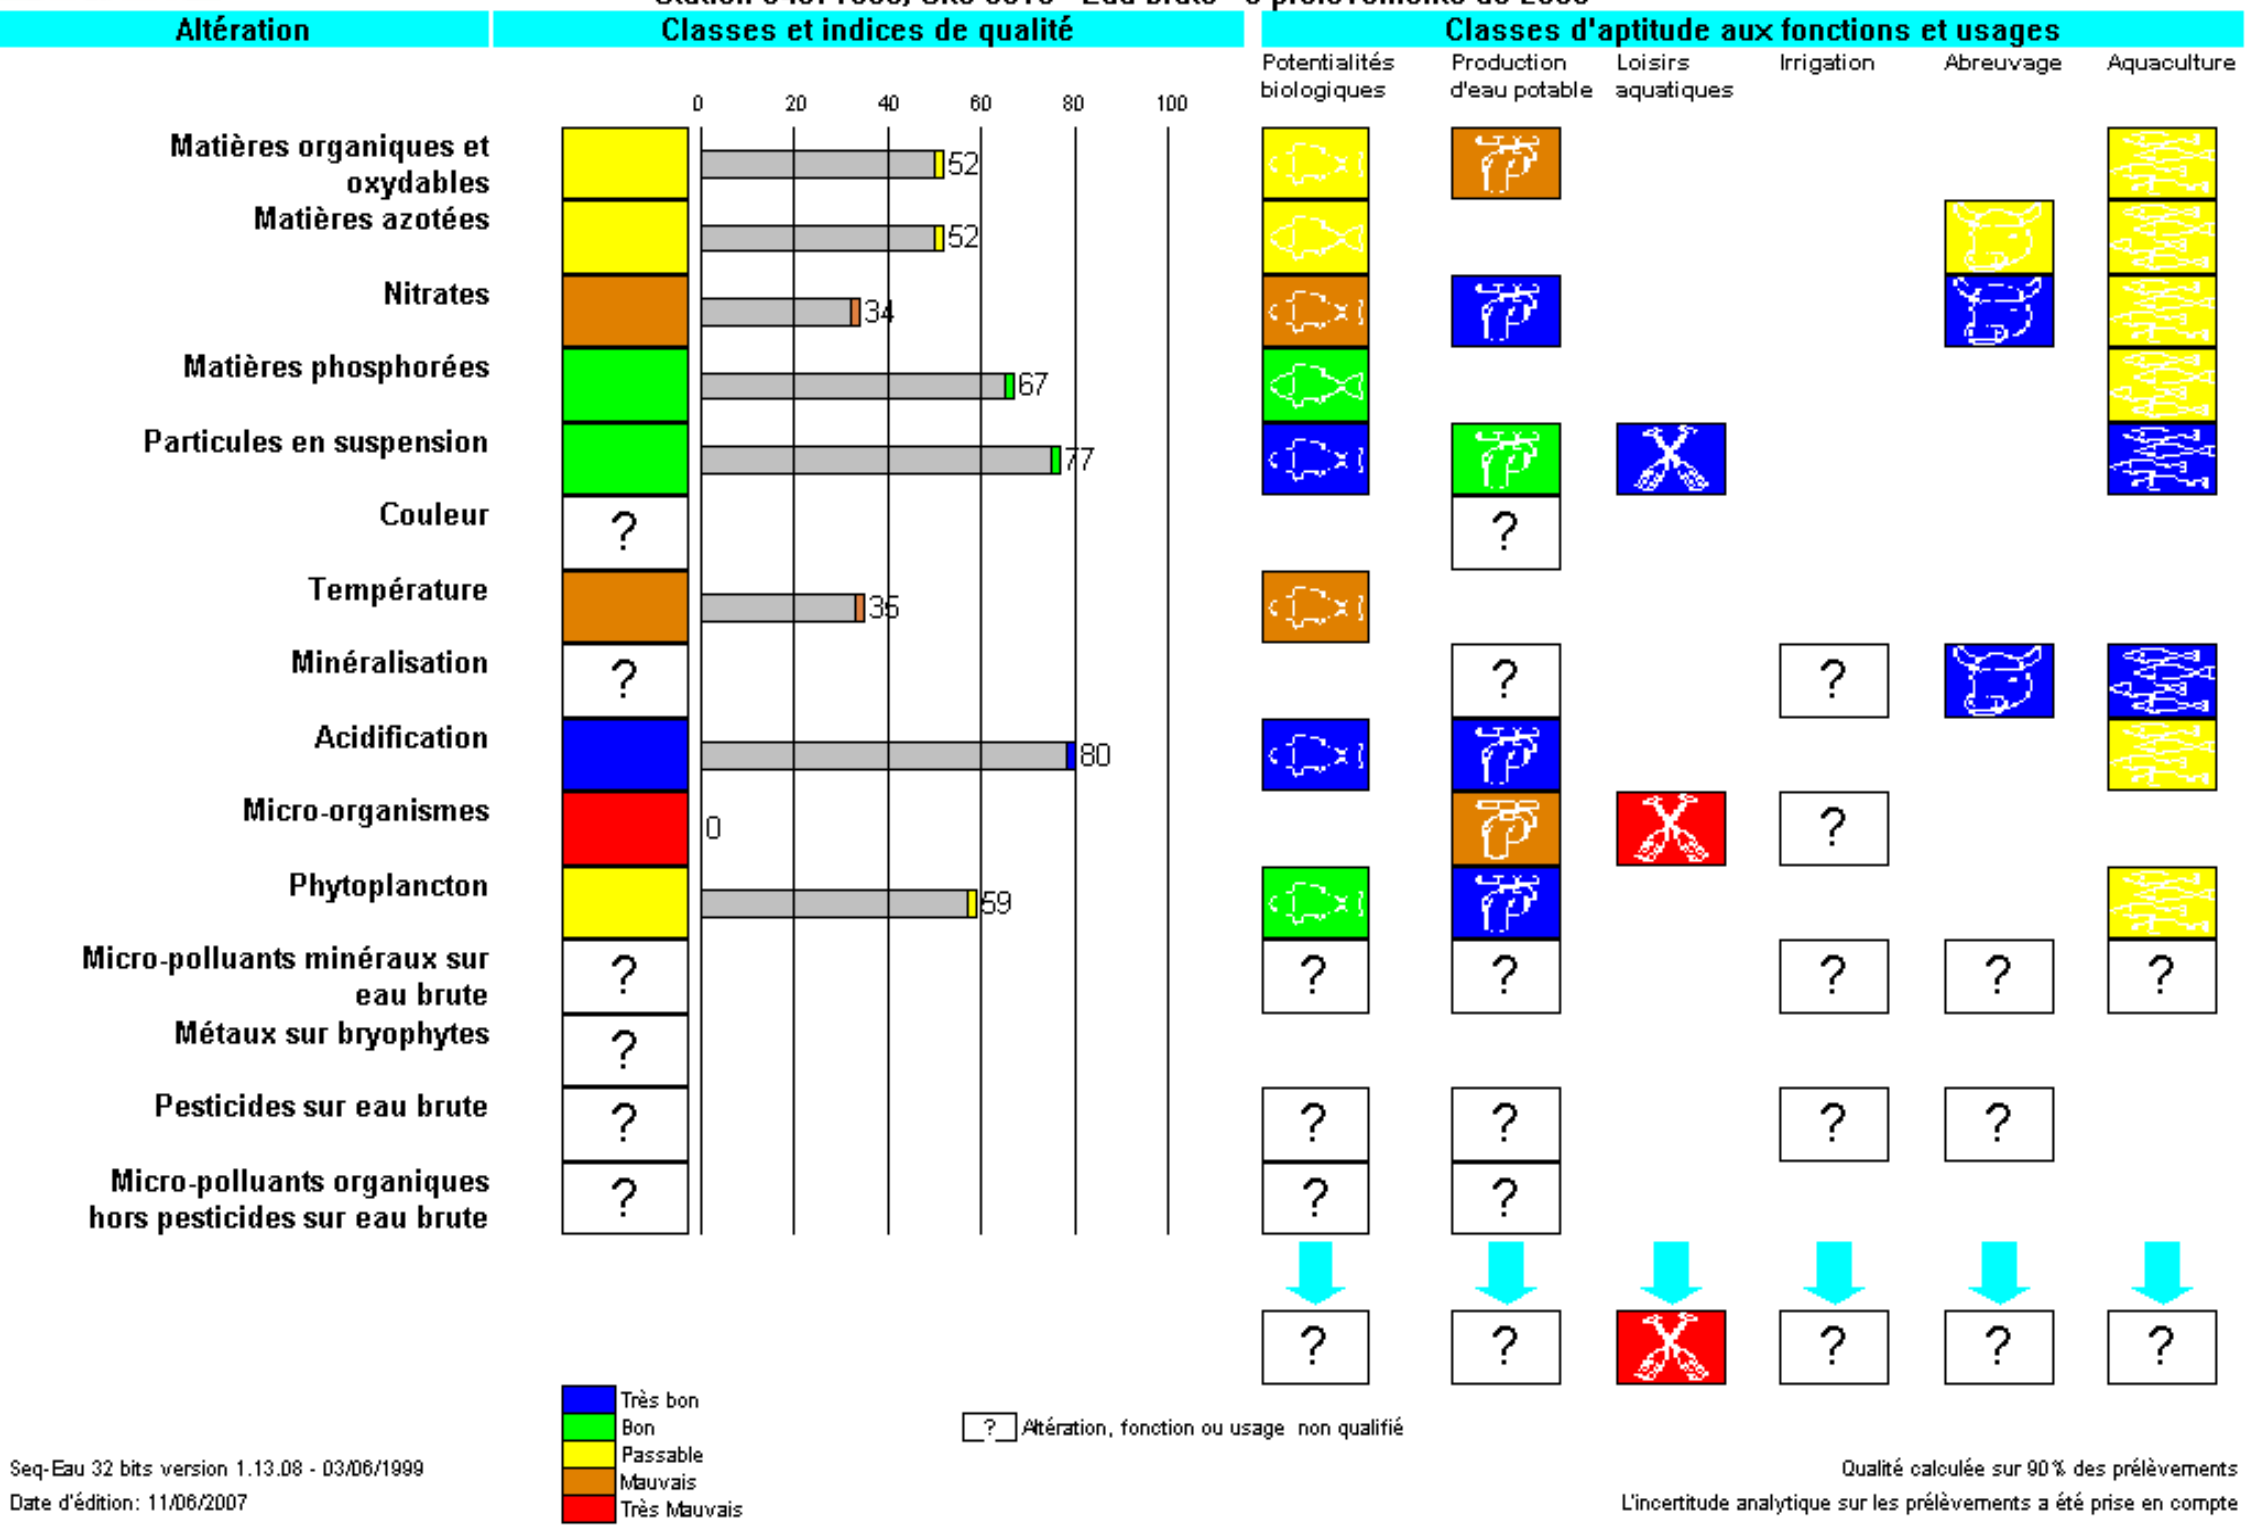 Altération
Classes et indices de qualité
Classes d'aptitude aux fonctions et usages
Potentialités
biologiques
Production
d'eau potable
Loisirs
aquatiques
Irrigation
Abreuvage
Aquaculture
0 20 40 60 80 100
Matières organiques et
oxydables
52
Matières azotées
52
Nitrates
34
Matières phosphorées
67
Particules en suspension
77
Couleur
? ?
Température
35
Minéralisation
? ? ?
Acidification
80
Micro-organismes
0 ?
Phytoplancton
59
Micro-polluants minéraux sur
eau brute
? ? ? ? ? ?
Métaux sur bryophytes
?
Pesticides sur eau brute
? ? ? ? ?
Micro-polluants organiques
hors pesticides sur eau brute
? ? ?
? ? ? ? ?
Très bon
Bon
Passable
Mauvais
Très Mauvais
? Altération, fonction ou usage non qualifié
Seq-Eau 32 bits version 1.13.08 - 03/06/1999
Date d'édition: 11/06/2007
Qualité calculée sur 90% des prélèvements
L'incertitude analytique sur les prélèvements a été prise en compte